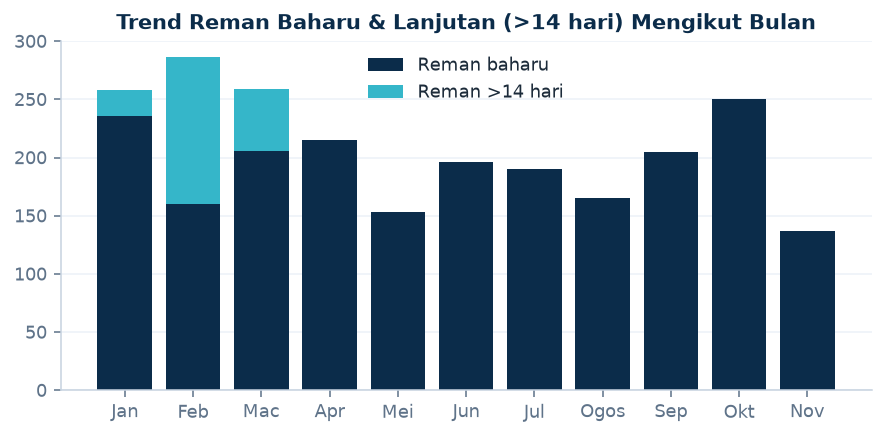 Trend Reman Baharu & Lanjutan (>14 hari) Mengikut Bulan
Reman baharu
Reman >14 hari
300
250
200
150
100
50
0
Jan Feb Mac Apr Mei Jun Jul Ogos Sep Okt Nov